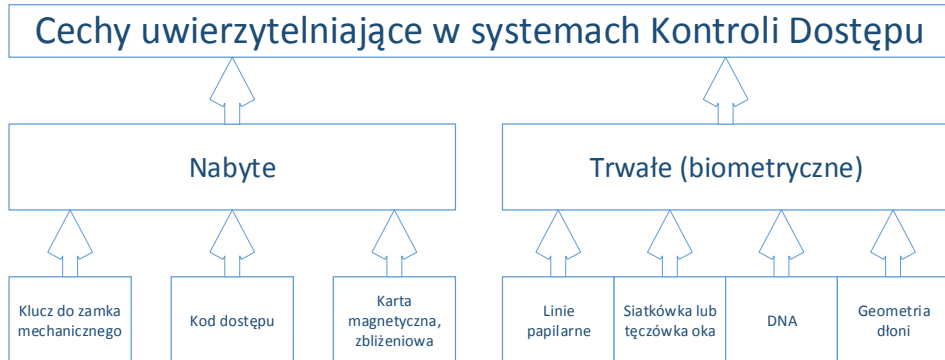 Cechy uwierzytelniające w systemach Kontroli Dostępu
Nabyte
Trwałe (biometryczne)
Klucz do zamka
mechanicznego
Kod dostępu
Karta
magnetyczna,
zbliżeniowa
Linie
papilarne
Siatkówka lub
tęczówka oka
DNA
Geometria
dłoni